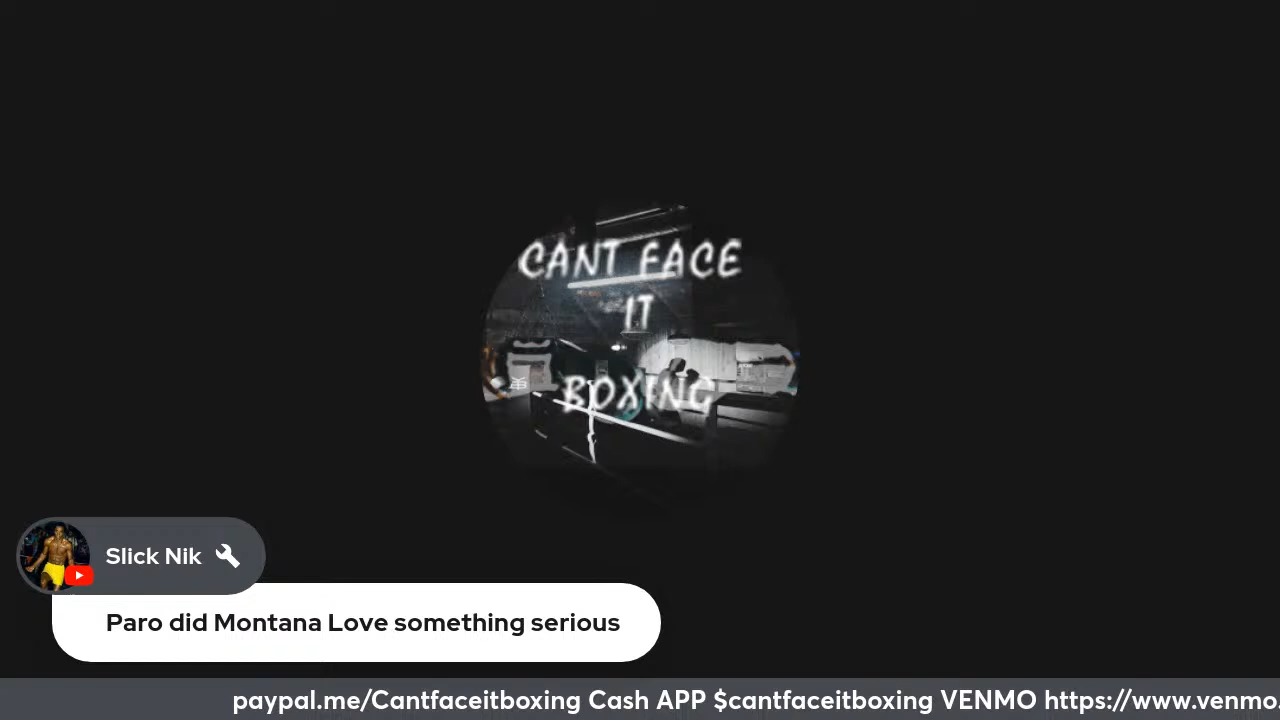 CANT FACE
IT
BOXING
Slick Nik
Paro did Montana Love something serious
paypal.me/Cantfaceitboxing Cash APP $cantfaceitboxing VENMO https://www.venmo.